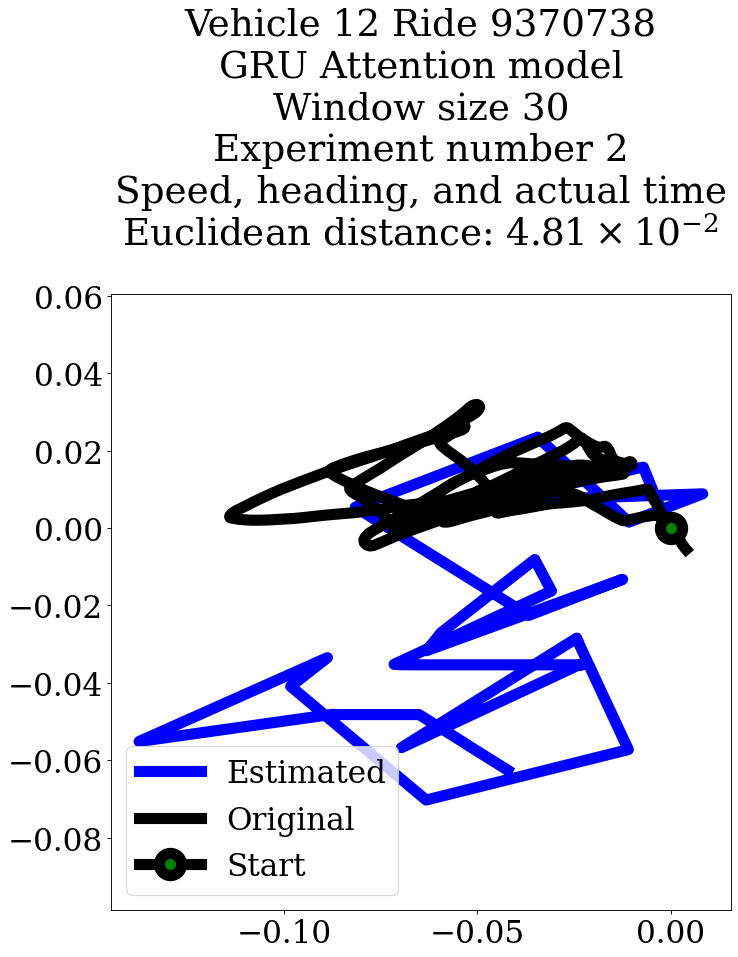 Vehicle 12 Ride 9370738
GRU Attention model
Window size 30
Experiment number 2
Speed, heading, and actual time
Euclidean distance: 4.81 × 10⁻²
0.06
0.04
0.02
0.00
−0.02
−0.04
−0.06
−0.08
Estimated
Original
Start
−0.10
−0.05
0.00